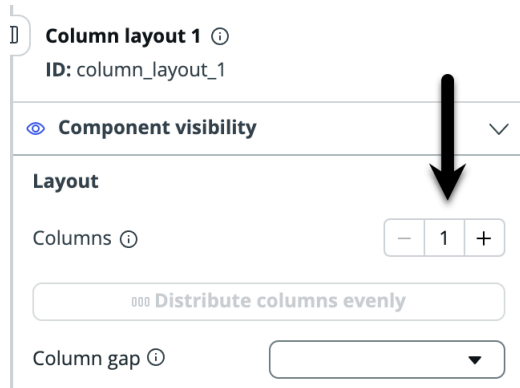 Column layout 1
ID: column_layout_1
Component visibility
Layout
Columns
1
Distribute columns evenly
Column gap